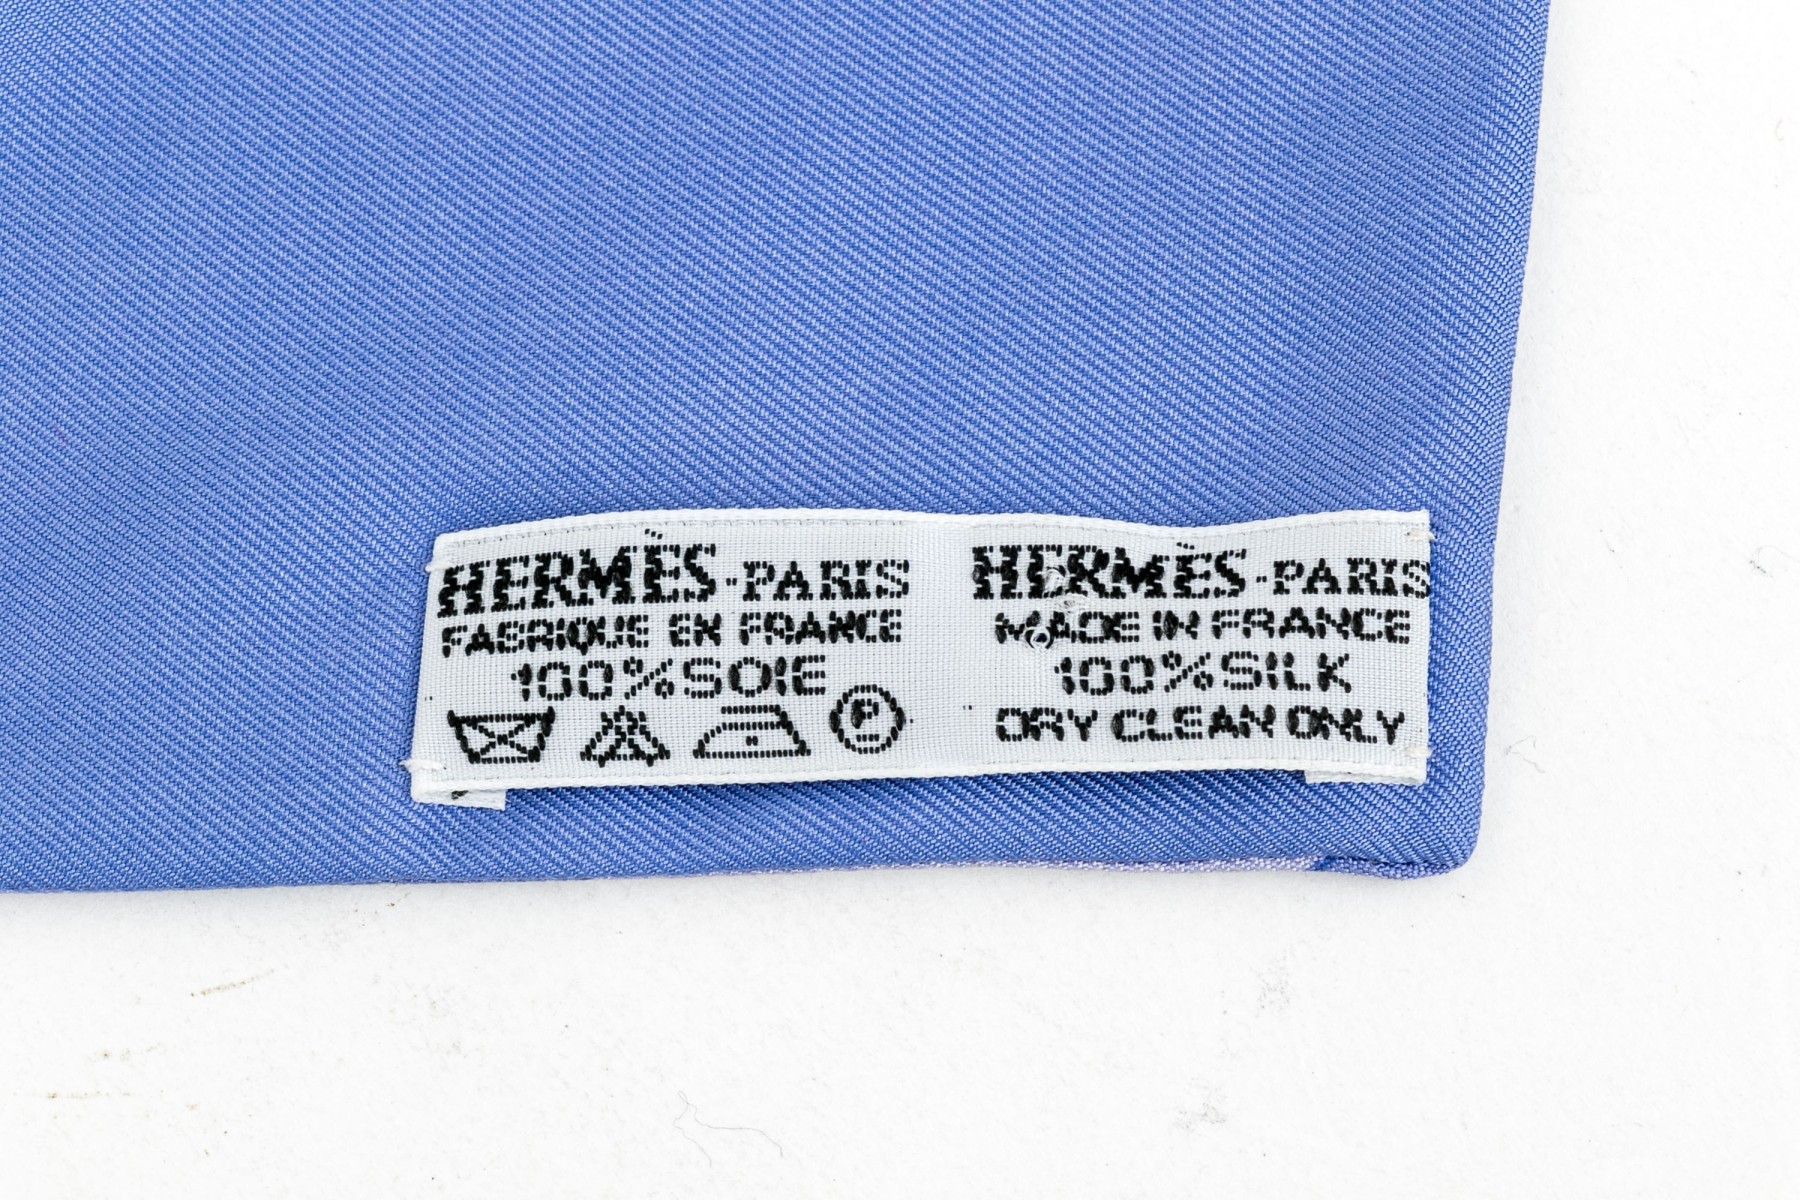 HERMÈS-PARIS
FABRIQUE EN FRANCE
100% SOIE
P
HERMÈS-PARIS
MADE IN FRANCE
100% SILK
DRY CLEAN ONLY